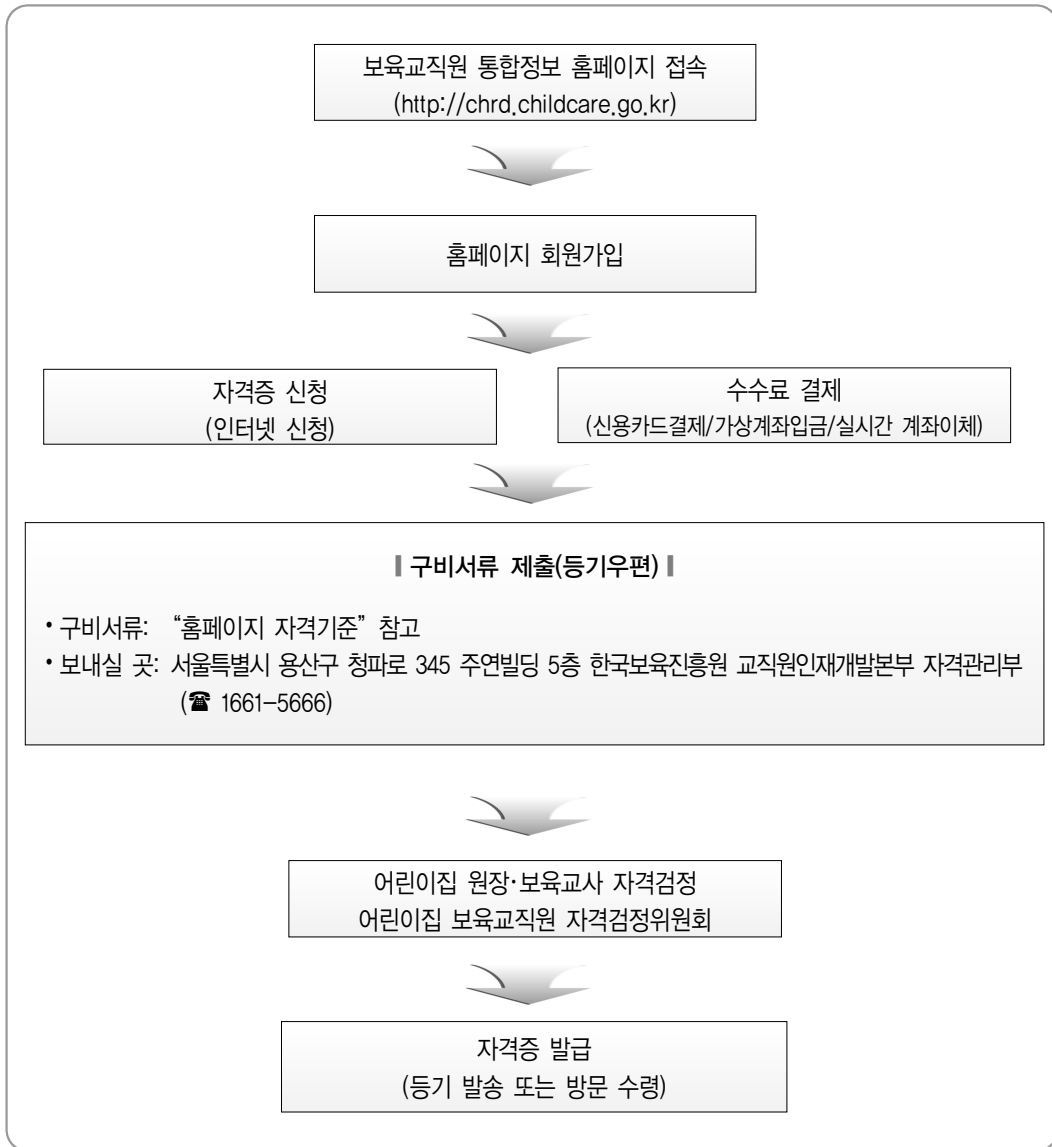 보육교직원 통합정보 홈페이지 접속
(http://chrd.childcare.go.kr)
홈페이지 회원가입
자격증 신청
(인터넷 신청)
수수료 결제
(신용카드결제/가상계좌입금/실시간 계좌이체)
‖구비서류 제출(등기우편)‖
• 구비서류: “홈페이지 자격기준” 참고
• 보내실 곳: 서울특별시 용산구 청파로 345 주연빌딩 5층 한국보육진흥원 교직원인재개발본부 자격관리부
(☎ 1661-5666)
어린이집 원장·보육교사 자격검정
어린이집 보육교직원 자격검정위원회
자격증 발급
(등기 발송 또는 방문 수령)